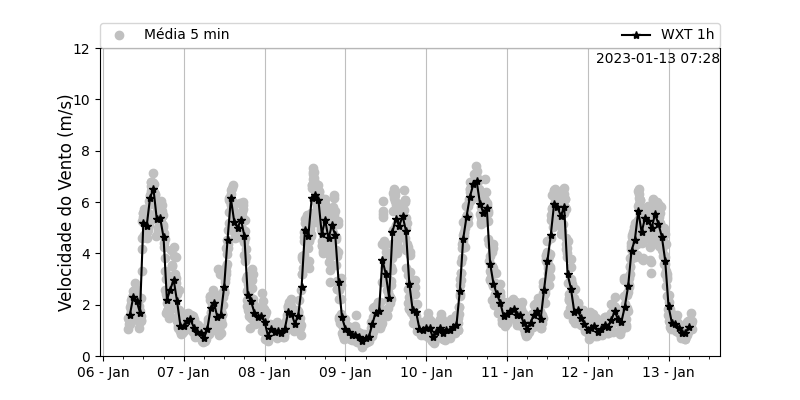 Média 5 min
WXT 1h
2023-01-13 07:28
Velocidade do Vento (m/s)
12
10
8
6
4
2
0
06 - Jan
07 - Jan
08 - Jan
09 - Jan
10 - Jan
11 - Jan
12 - Jan
13 - Jan